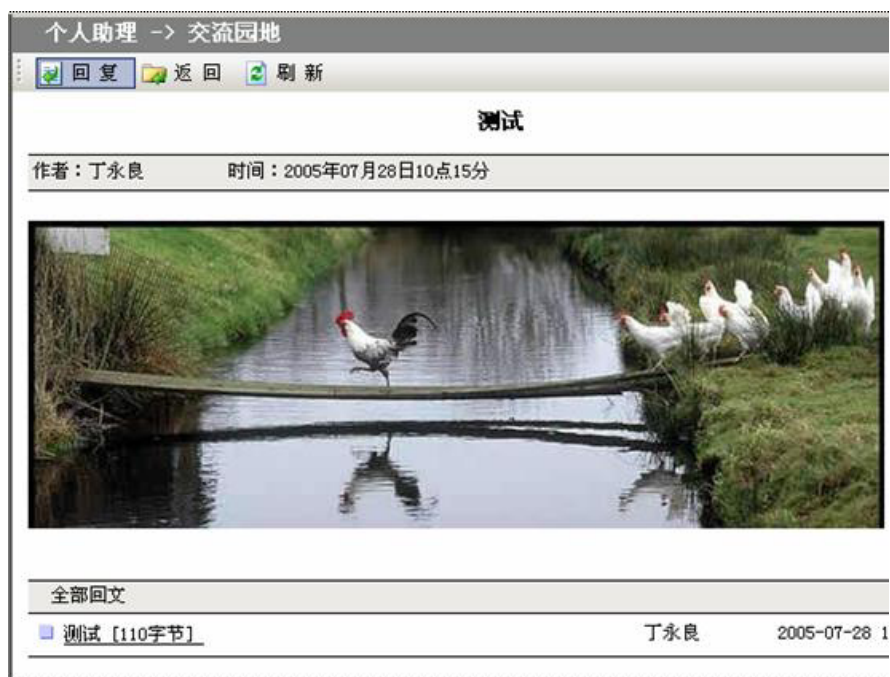 个人助理 -> 交流园地
回复 返回 刷新
测试
作者：丁永良 时间：2005年07月28日10点15分
全部回文
测试 [110字节] 丁永良 2005-07-28 1